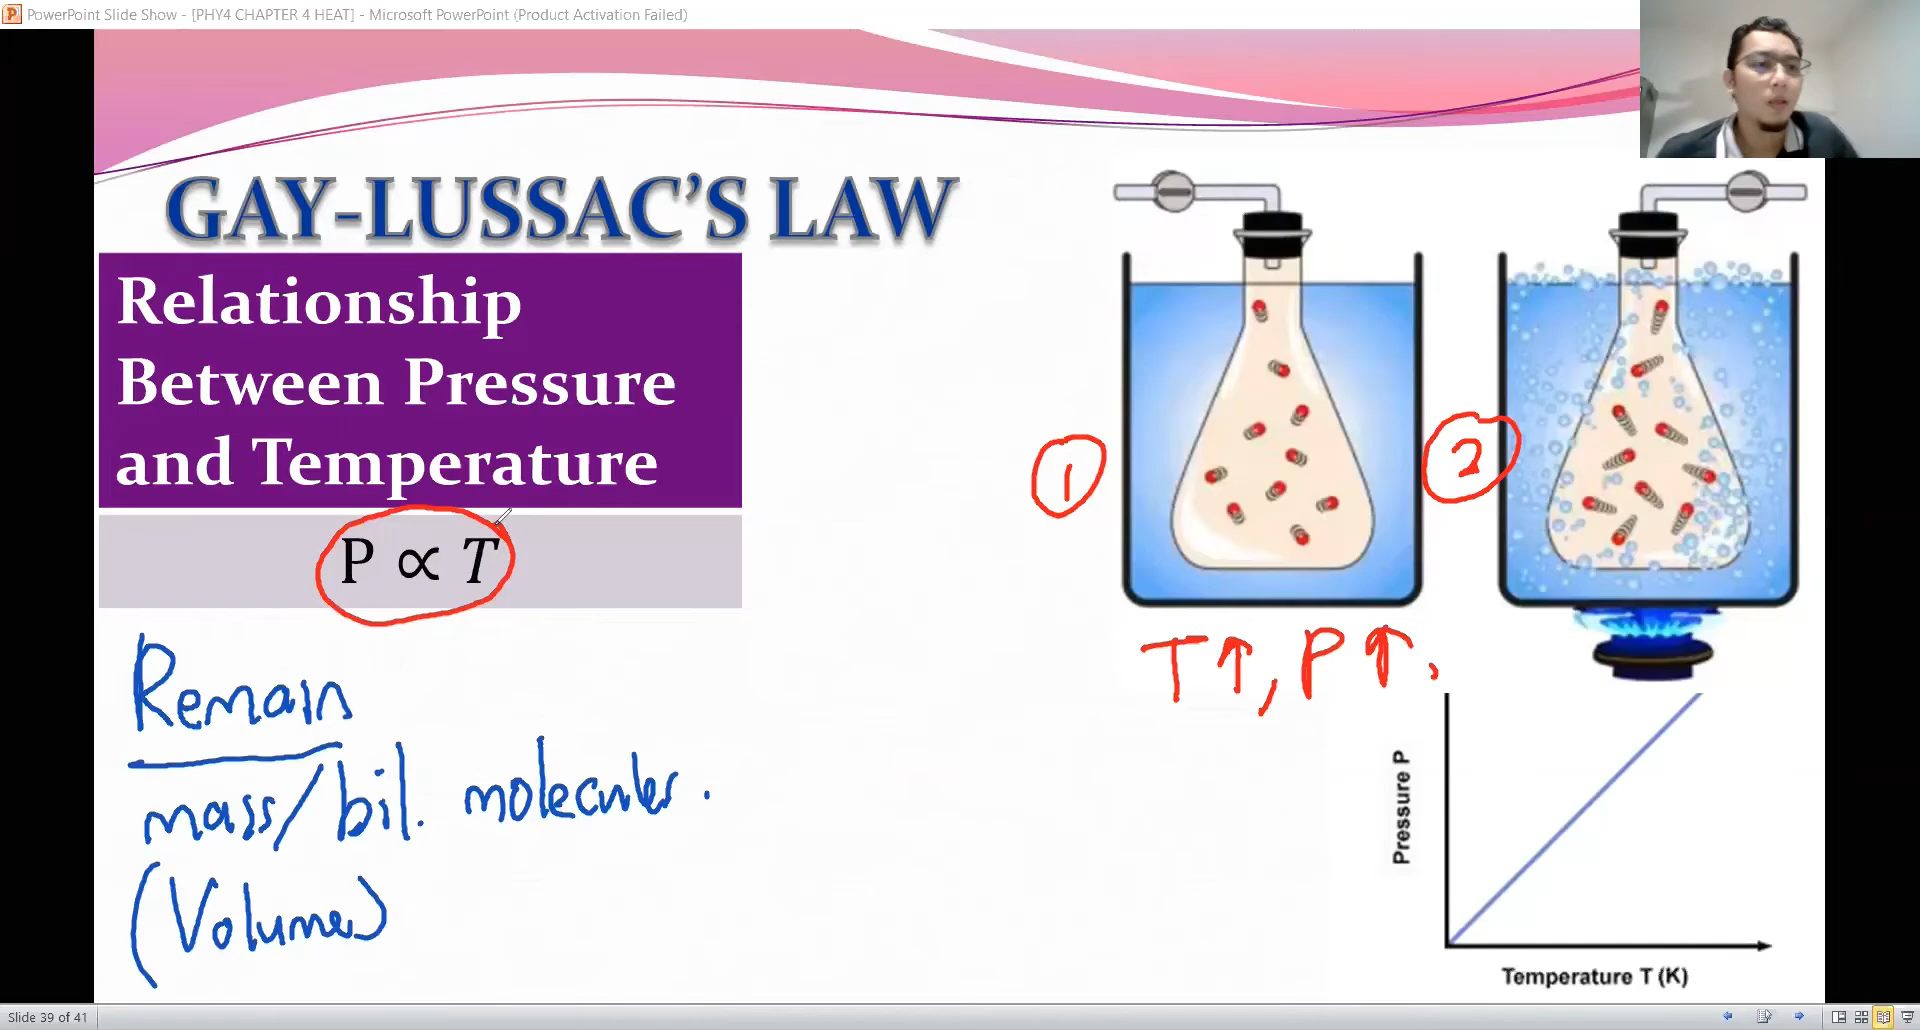 PowerPoint Slide Show - [PHY4 CHAPTER 4 HEAT] - Microsoft PowerPoint (Product Activation Failed)
GAY-LUSSAC'S LAW
Relationship
Between Pressure
and Temperature
P ∝ T
Remain
mass/bil. molecules.
(Volume)
1
2
T↑, P↑.
Pressure P
Temperature T (K)
Slide 39 of 41